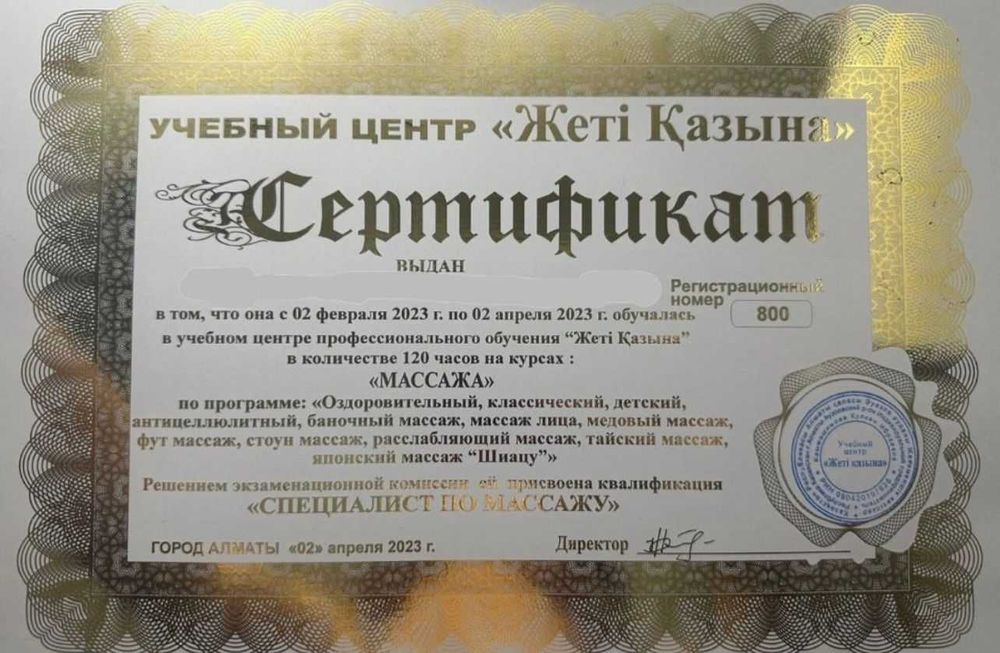 УЧЕБНЫЙ ЦЕНТР «Жеті Қазына»
Сертификат
ВЫДАН
Регистрационный
номер 800
в том, что она с 02 февраля 2023 г. по 02 апреля 2023 г. обучалась
в учебном центре профессионального обучения “Жеті Қазына”
в количестве 120 часов на курсах :
«МАССАЖА»
по программе: «Оздоровительный, классический, детский,
антицеллюлитный, баночный массаж, массаж лица, медовый массаж,
фут массаж, стоун массаж, расслабляющий массаж, тайский массаж,
японский массаж “Шиацу”»
Решением экзаменационной комиссии ей присвоена квалификация
«СПЕЦИАЛИСТ ПО МАССАЖУ»
ГОРОД АЛМАТЫ «02» апреля 2023 г.
Директор
Учебный
центр
«Жеті қазына»